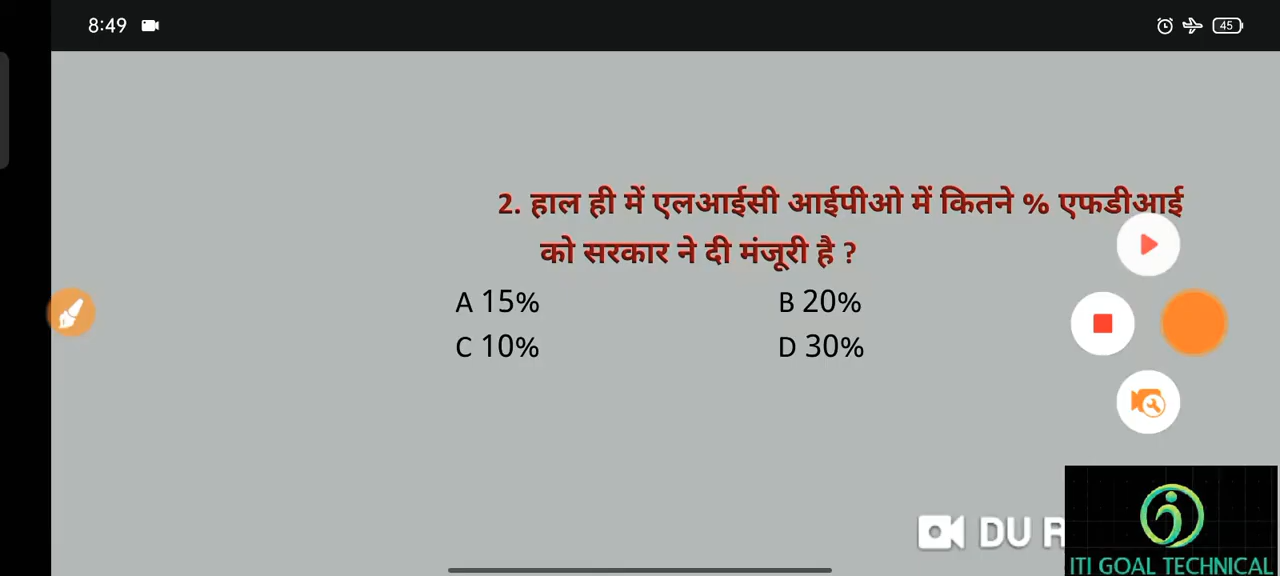 8:49
45
2. हाल ही में एलआईसी आईपीओ में कितने % एफडीआई
को सरकार ने दी मंजूरी है ?
A 15%
B 20%
C 10%
D 30%
DU R
ITI GOAL TECHNICAL